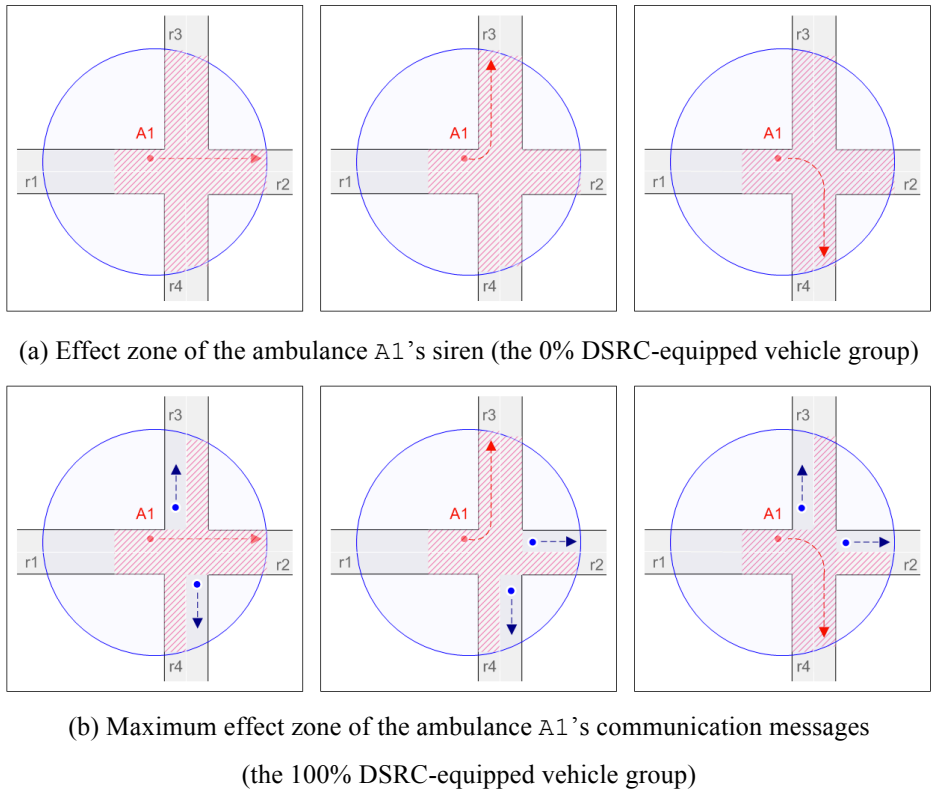 r3
A1
r1
r2
r4
r3
A1
r1
r2
r4
r3
A1
r1
r2
r4
(a) Effect zone of the ambulance A1’s siren (the 0% DSRC-equipped vehicle group)
r3
A1
r1
r2
r4
r3
A1
r1
r2
r4
r3
A1
r1
r2
r4
(b) Maximum effect zone of the ambulance A1’s communication messages
(the 100% DSRC-equipped vehicle group)